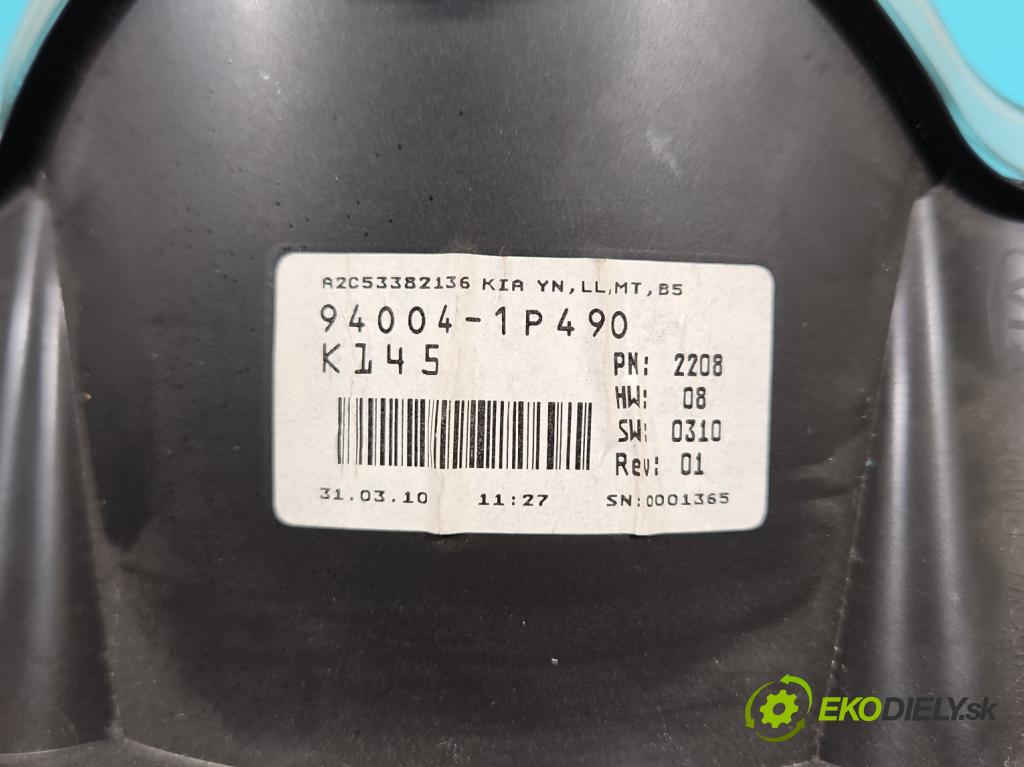 A2C53382136 KIA YN,LL,MT,B5
94004-1P490
K145
PN: 2208
HW: 08
SW: 0310
Rev: 01
31.03.10 11:27 SN:0001365
EKODIELY.sk